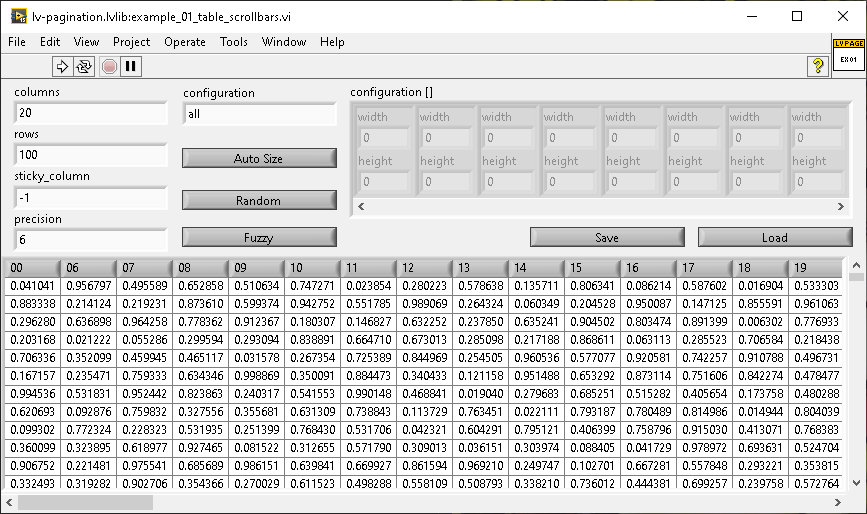 lv-pagination.lvlib:example_01_table_scrollbars.vi
File Edit View Project Operate Tools Window Help
LV PAGE
EX 01
columns
20
rows
100
sticky_column
-1
precision
6
configuration
all
Auto Size
Random
Fuzzy
configuration []
width width width width width width width width
0 0 0 0 0 0 0 0
height height height height height height height height
0 0 0 0 0 0 0 0
Save Load
00 06 07 08 09 10 11 12 13 14 15 16 17 18 19
0.041041 0.956797 0.495589 0.652858 0.510634 0.747271 0.023854 0.280223 0.578638 0.135711 0.806341 0.086214 0.587602 0.016904 0.533303
0.883338 0.214124 0.219231 0.873610 0.599374 0.942752 0.551785 0.989069 0.264324 0.060349 0.204528 0.950087 0.147125 0.855591 0.961063
0.296280 0.636898 0.964258 0.778362 0.912367 0.180307 0.146827 0.632252 0.237850 0.635241 0.904502 0.803474 0.891399 0.006302 0.776933
0.203168 0.021222 0.055286 0.299594 0.293094 0.838891 0.664710 0.673013 0.285098 0.217188 0.868611 0.063113 0.285523 0.706584 0.218438
0.706336 0.352099 0.459945 0.465117 0.031578 0.267354 0.725389 0.844969 0.254505 0.960536 0.577077 0.920581 0.742257 0.910788 0.496731
0.167157 0.235471 0.759333 0.634346 0.998869 0.350091 0.884473 0.340433 0.121158 0.951488 0.653292 0.873114 0.751606 0.842274 0.478477
0.994536 0.531831 0.952442 0.823863 0.240317 0.541553 0.990148 0.468841 0.019040 0.279683 0.685251 0.515282 0.405654 0.173758 0.480288
0.620693 0.092876 0.759832 0.327556 0.355681 0.631309 0.738843 0.113729 0.763451 0.022111 0.793187 0.780489 0.814986 0.014944 0.804039
0.099302 0.772324 0.228323 0.531935 0.251399 0.768430 0.531706 0.042321 0.604291 0.795121 0.406399 0.758796 0.915030 0.413071 0.768383
0.360099 0.323895 0.618977 0.927465 0.081522 0.312655 0.571790 0.309013 0.036151 0.303974 0.088405 0.041729 0.978972 0.693631 0.524704
0.906752 0.221481 0.975541 0.685689 0.986151 0.639841 0.669927 0.861594 0.969210 0.249747 0.102701 0.667281 0.557848 0.293221 0.353815
0.332493 0.319282 0.902706 0.354366 0.270029 0.611523 0.498288 0.558109 0.508793 0.338210 0.736012 0.444381 0.699257 0.239758 0.572764